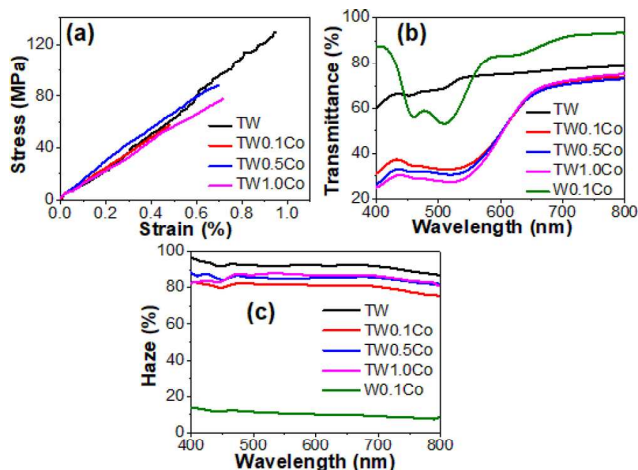 (a)
Stress (MPa)
120
80
40
0
0.0 0.2 0.4 0.6 0.8 1.0
Strain (%)
TW
TW0.1Co
TW0.5Co
TW1.0Co
(b)
Transmittance (%)
100
80
60
40
20
400 500 600 700 800
Wavelength (nm)
TW
TW0.1Co
TW0.5Co
TW1.0Co
W0.1Co
(c)
Haze (%)
100
80
60
40
20
0
400 500 600 700 800
Wavelength (nm)
TW
TW0.1Co
TW0.5Co
TW1.0Co
W0.1Co